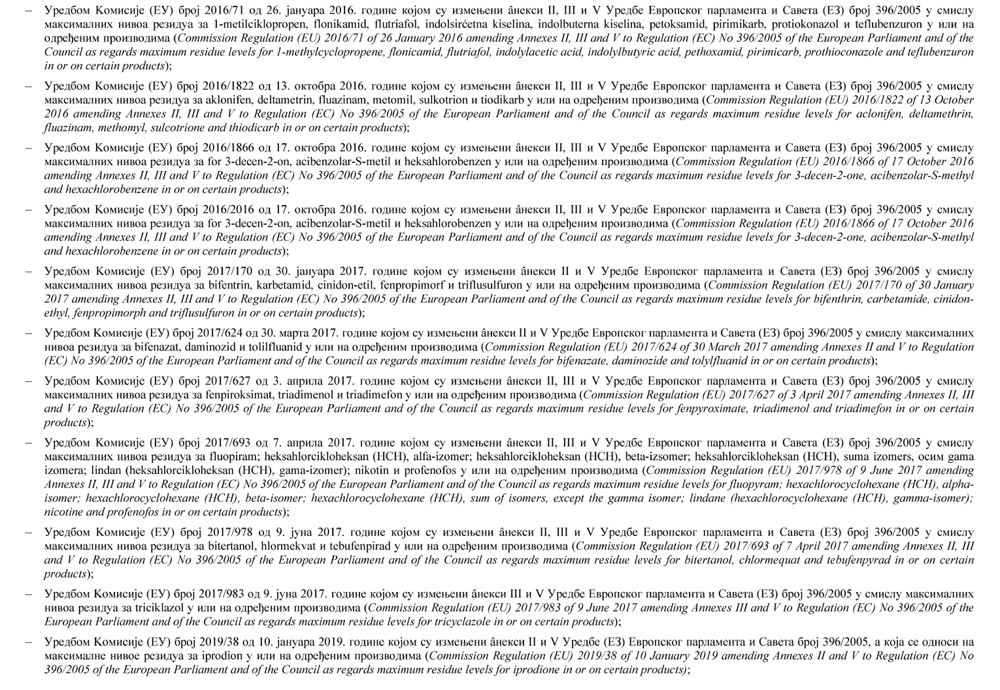 – Уредбом Комисије (ЕУ) број 2016/71 од 26. јануара 2016. године којом су измењени âнекси II, III и V Уредбе Европског парламента и Савета (ЕЗ) број 396/2005 у смислу
максималних нивоа резидуа за 1-metilciklopropen, flonikamid, flutriafol, indolsirćetna kiselina, indolbuterna kiselina, petoksamid, pirimikarb, protiokonazol и teflubenzuron у или на
одређеним производима (Commission Regulation (EU) 2016/71 of 26 January 2016 amending Annexes II, III and V to Regulation (EC) No 396/2005 of the European Parliament and of the
Council as regards maximum residue levels for 1-methylcyclopropene, flonicamid, flutriafol, indolylacetic acid, indolylbutyric acid, pethoxamid, pirimicarb, prothioconazole and teflubenzuron
in or on certain products);
– Уредбом Комисије (ЕУ) број 2016/1822 од 13. октобра 2016. године којом су измењени âнекси II, III и V Уредбе Европског парламента и Савета (ЕЗ) број 396/2005 у смислу
максималних нивоа резидуа за aklonifen, deltametrin, fluazinam, metomil, sulkotrion и tiodikarb у или на одређеним производима (Commission Regulation (EU) 2016/1822 of 13 October
2016 amending Annexes II, III and V to Regulation (EC) No 396/2005 of the European Parliament and of the Council as regards maximum residue levels for aclonifen, deltamethrin,
fluazinam, methomyl, sulcotrione and thiodicarb in or on certain products);
– Уредбом Комисије (ЕУ) број 2016/1866 од 17. октобра 2016. године којом су измењени âнекси II, III и V Уредбе Европског парламента и Савета (ЕЗ) број 396/2005 у смислу
максималних нивоа резидуа за for 3-decen-2-on, acibenzolar-S-metil и heksahlorobenzen у или на одређеним производима (Commission Regulation (EU) 2016/1866 of 17 October 2016
amending Annexes II, III and V to Regulation (EC) No 396/2005 of the European Parliament and of the Council as regards maximum residue levels for 3-decen-2-one, acibenzolar-S-methyl
and hexachlorobenzene in or on certain products);
– Уредбом Комисије (ЕУ) број 2016/2016 од 17. октобра 2016. године којом су измењени âнекси II, III и V Уредбе Европског парламента и Савета (ЕЗ) број 396/2005 у смислу
максималних нивоа резидуа за for 3-decen-2-on, acibenzolar-S-metil и heksahlorobenzen у или на одређеним производима (Commission Regulation (EU) 2016/1866 of 17 October 2016
amending Annexes II, III and V to Regulation (EC) No 396/2005 of the European Parliament and of the Council as regards maximum residue levels for 3-decen-2-one, acibenzolar-S-methyl
and hexachlorobenzene in or on certain products);
– Уредбом Комисије (ЕУ) број 2017/170 од 30. јануара 2017. године којом су измењени âнекси II и V Уредбе Европског парламента и Савета (ЕЗ) број 396/2005 у смислу
максималних нивоа резидуа за bifentrin, karbetamid, cinidon-etil, fenpropimorf и triflusulfuron у или на одређеним производима (Commission Regulation (EU) 2017/170 of 30 January
2017 amending Annexes II, III and V to Regulation (EC) No 396/2005 of the European Parliament and of the Council as regards maximum residue levels for bifenthrin, carbetamide, cinidon-
ethyl, fenpropimorph and triflusulfuron in or on certain products);
– Уредбом Комисије (ЕУ) број 2017/624 од 30. марта 2017. године којом су измењени âнекси II и V Уредбе Европског парламента и Савета (ЕЗ) број 396/2005 у смислу максималних
нивоа резидуа за bifenazat, daminozid и tolilfluanid у или на одређеним производима (Commission Regulation (EU) 2017/624 of 30 March 2017 amending Annexes II and V to Regulation
(EC) No 396/2005 of the European Parliament and of the Council as regards maximum residue levels for bifenazate, daminozide and tolylfluanid in or on certain products);
– Уредбом Комисије (ЕУ) број 2017/627 од 3. априла 2017. године којом су измењени âнекси II, III и V Уредбе Европског парламента и Савета (ЕЗ) број 396/2005 у смислу
максималних нивоа резидуа за fenpiroksimat, triadimenol и triadimefon у или на одређеним производима (Commission Regulation (EU) 2017/627 of 3 April 2017 amending Annexes II, III
and V to Regulation (EC) No 396/2005 of the European Parliament and of the Council as regards maximum residue levels for fenpyroximate, triadimenol and triadimefon in or on certain
products);
– Уредбом Комисије (ЕУ) број 2017/693 од 7. априла 2017. године којом су измењени âнекси II, III и V Уредбе Европског парламента и Савета (ЕЗ) број 396/2005 у смислу
максималних нивоа резидуа за fluopiram; heksahlorcikloheksan (HCH), alfa-izomer; heksahlorcikloheksan (HCH), beta-izsomer; heksahlorcikloheksan (HCH), suma izomers, осим gama
izomera; lindan (heksahlorcikloheksan (HCH), gama-izomer); nikotin и profenofos у или на одређеним производима (Commission Regulation (EU) 2017/978 of 9 June 2017 amending
Annexes II, III and V to Regulation (EC) No 396/2005 of the European Parliament and of the Council as regards maximum residue levels for fluopyram; hexachlorocyclohexane (HCH), alpha-
isomer; hexachlorocyclohexane (HCH), beta-isomer; hexachlorocyclohexane (HCH), sum of isomers, except the gamma isomer; lindane (hexachlorocyclohexane (HCH), gamma-isomer);
nicotine and profenofos in or on certain products);
– Уредбом Комисије (ЕУ) број 2017/978 од 9. јуна 2017. године којом су измењени âнекси II, III и V Уредбе Европског парламента и Савета (ЕЗ) број 396/2005 у смислу
максималних нивоа резидуа за bitertanol, hlormekvat и tebufenpirad у или на одређеним производима (Commission Regulation (EU) 2017/693 of 7 April 2017 amending Annexes II, III
and V to Regulation (EC) No 396/2005 of the European Parliament and of the Council as regards maximum residue levels for bitertanol, chlormequat and tebufenpyrad in or on certain
products);
– Уредбом Комисије (ЕУ) број 2017/983 од 9. јуна 2017. године којом су измењени âнекси III и V Уредбе Европског парламента и Савета (ЕЗ) број 396/2005 у смислу максималних
нивоа резидуа за triciklazol у или на одређеним производима (Commission Regulation (EU) 2017/983 of 9 June 2017 amending Annexes III and V to Regulation (EC) No 396/2005 of the
European Parliament and of the Council as regards maximum residue levels for tricyclazole in or on certain products);
– Уредбом Комисије (ЕУ) број 2019/38 од 10. јануара 2019. године којом су измењени âнекси II и V Уредбе (ЕЗ) Европског парламента и Савета број 396/2005, а која се односи на
максималне нивое резидуа за iprodion у или на одређеним производима (Commission Regulation (EU) 2019/38 of 10 January 2019 amending Annexes II and V to Regulation (EC) No
396/2005 of the European Parliament and of the Council as regards maximum residue levels for iprodione in or on certain products);